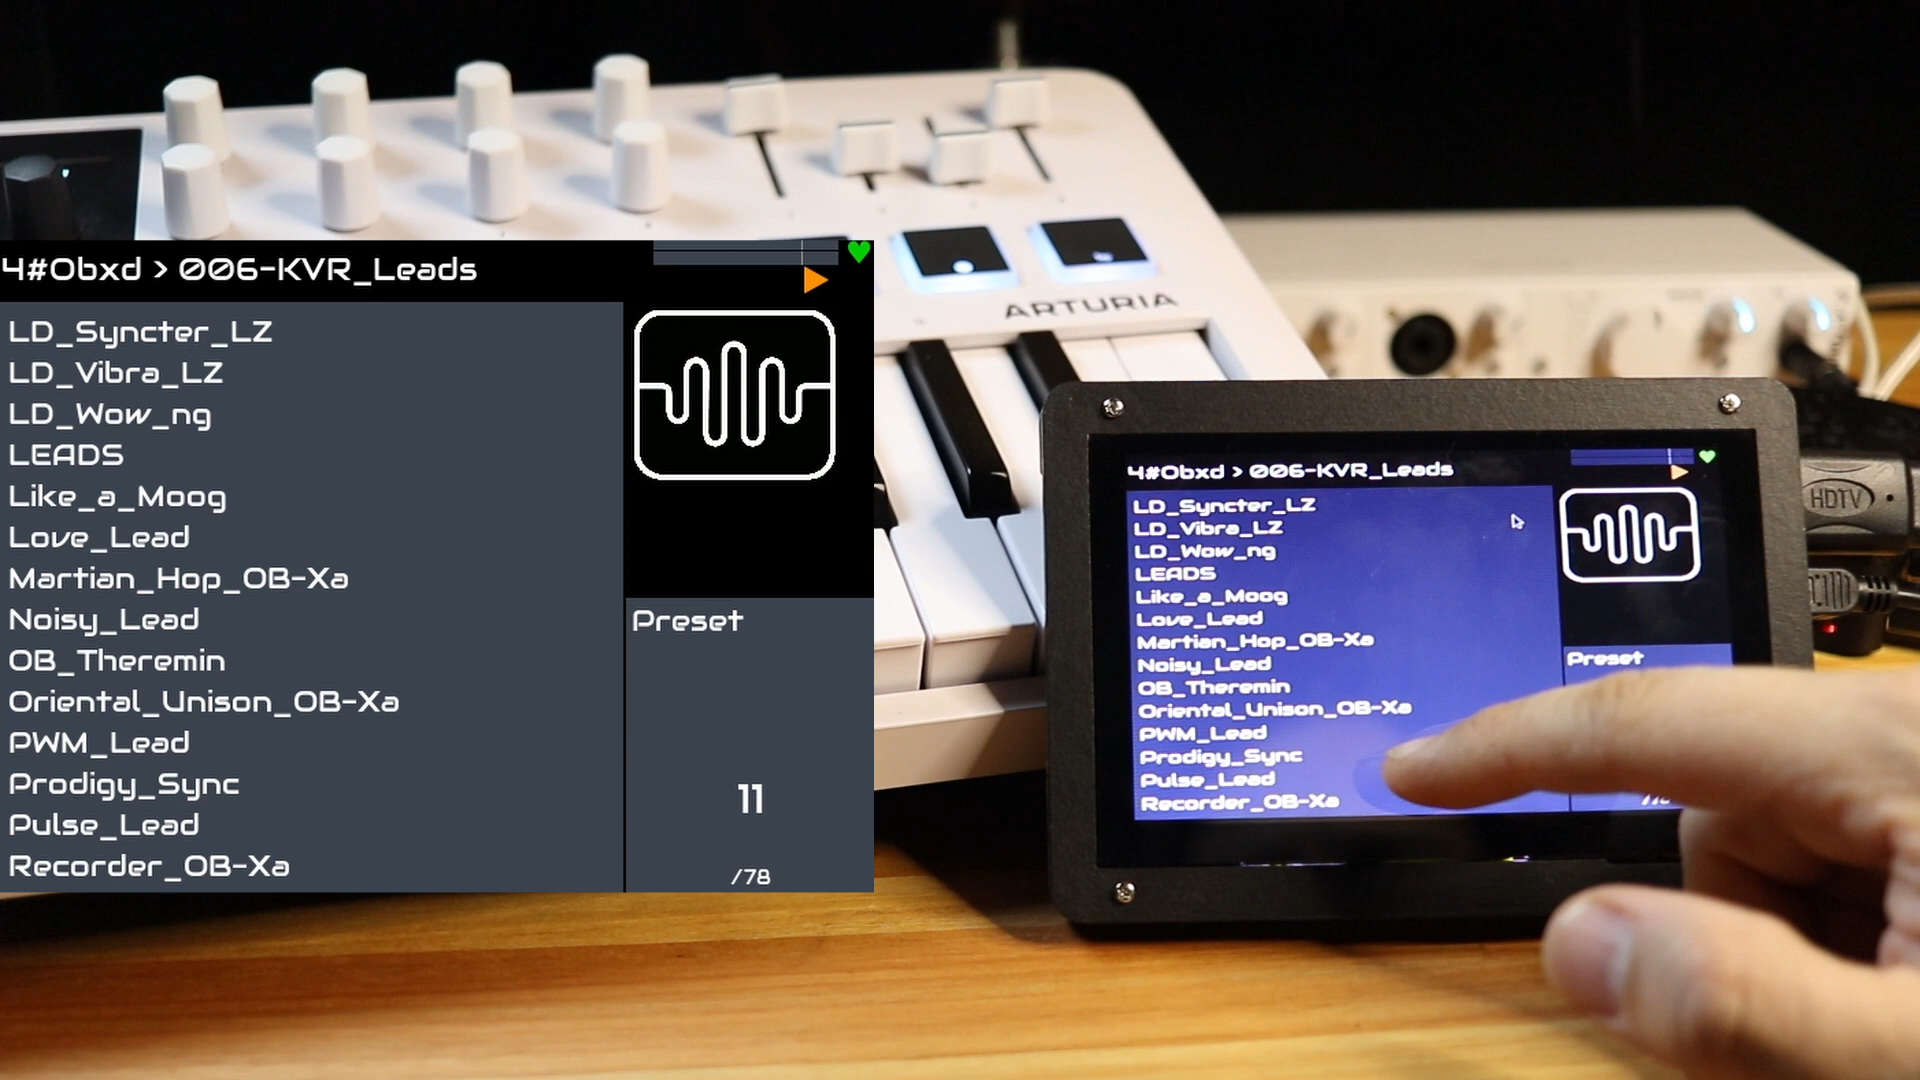 4#Obxd > 006-KVR_Leads
LD_Syncter_LZ
LD_Vibra_LZ
LD_Wow_ng
LEADS
Like_a_Moog
Love_Lead
Martian_Hop_OB-Xa
Noisy_Lead
OB_Theremin
Oriental_Unison_OB-Xa
PWM_Lead
Prodigy_Sync
Pulse_Lead
Recorder_OB-Xa
Preset
11
/78
ARTURIA
4#Obxd > 006-KVR_Leads
LD_Syncter_LZ
LD_Vibra_LZ
LD_Wow_ng
LEADS
Like_a_Moog
Love_Lead
Martian_Hop_OB-Xa
Noisy_Lead
OB_Theremin
Oriental_Unison_OB-Xa
PWM_Lead
Prodigy_Sync
Pulse_Lead
Recorder_OB-Xa
Preset
HDTV